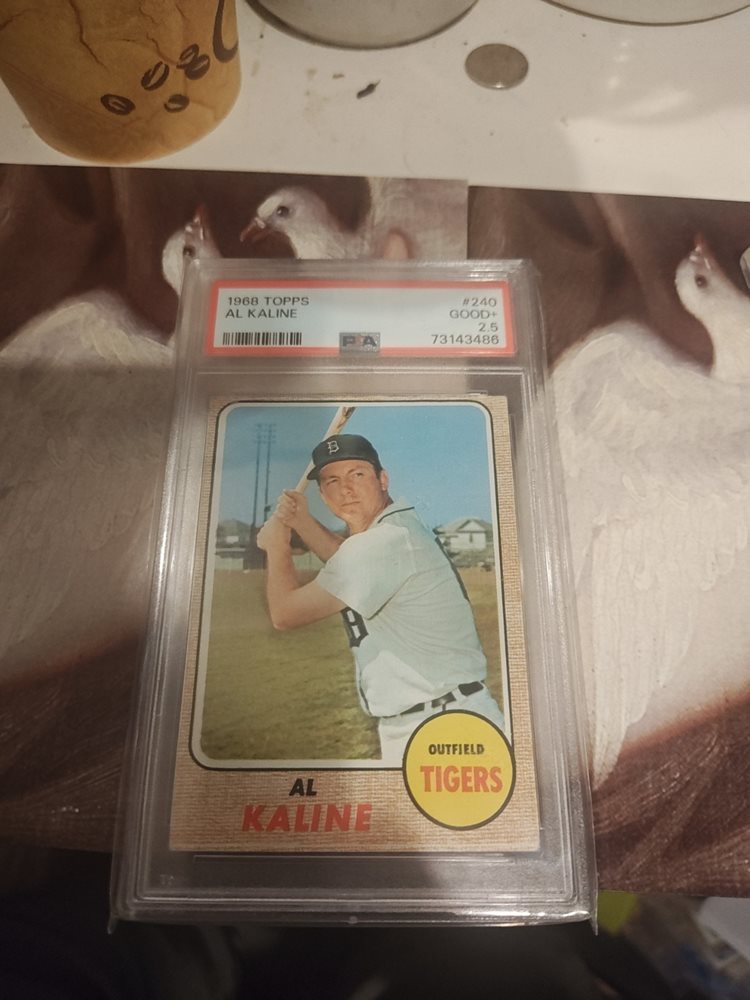 1968 TOPPS
AL KALINE
#240
GOOD+
2.5
73143486
PSA
B
B
OUTFIELD
TIGERS
AL
KALINE